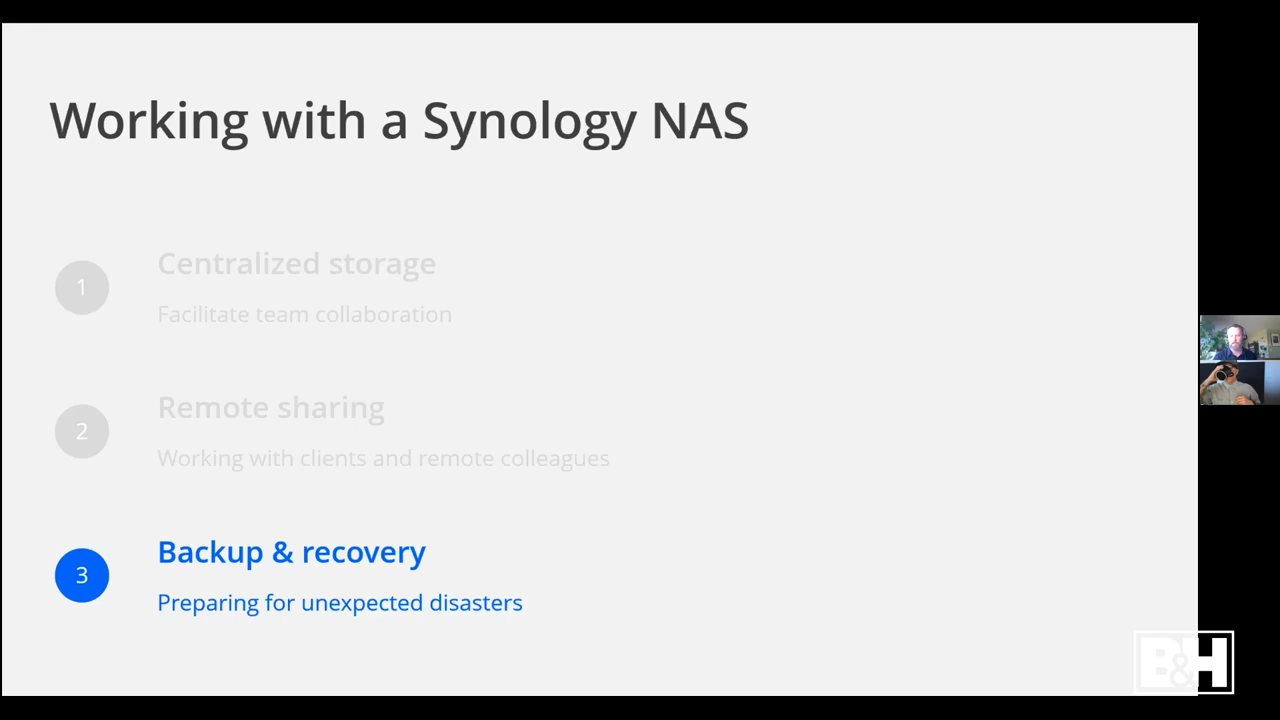 Working with a Synology NAS
1
Centralized storage
Facilitate team collaboration
2
Remote sharing
Working with clients and remote colleagues
3
Backup & recovery
Preparing for unexpected disasters
B&H